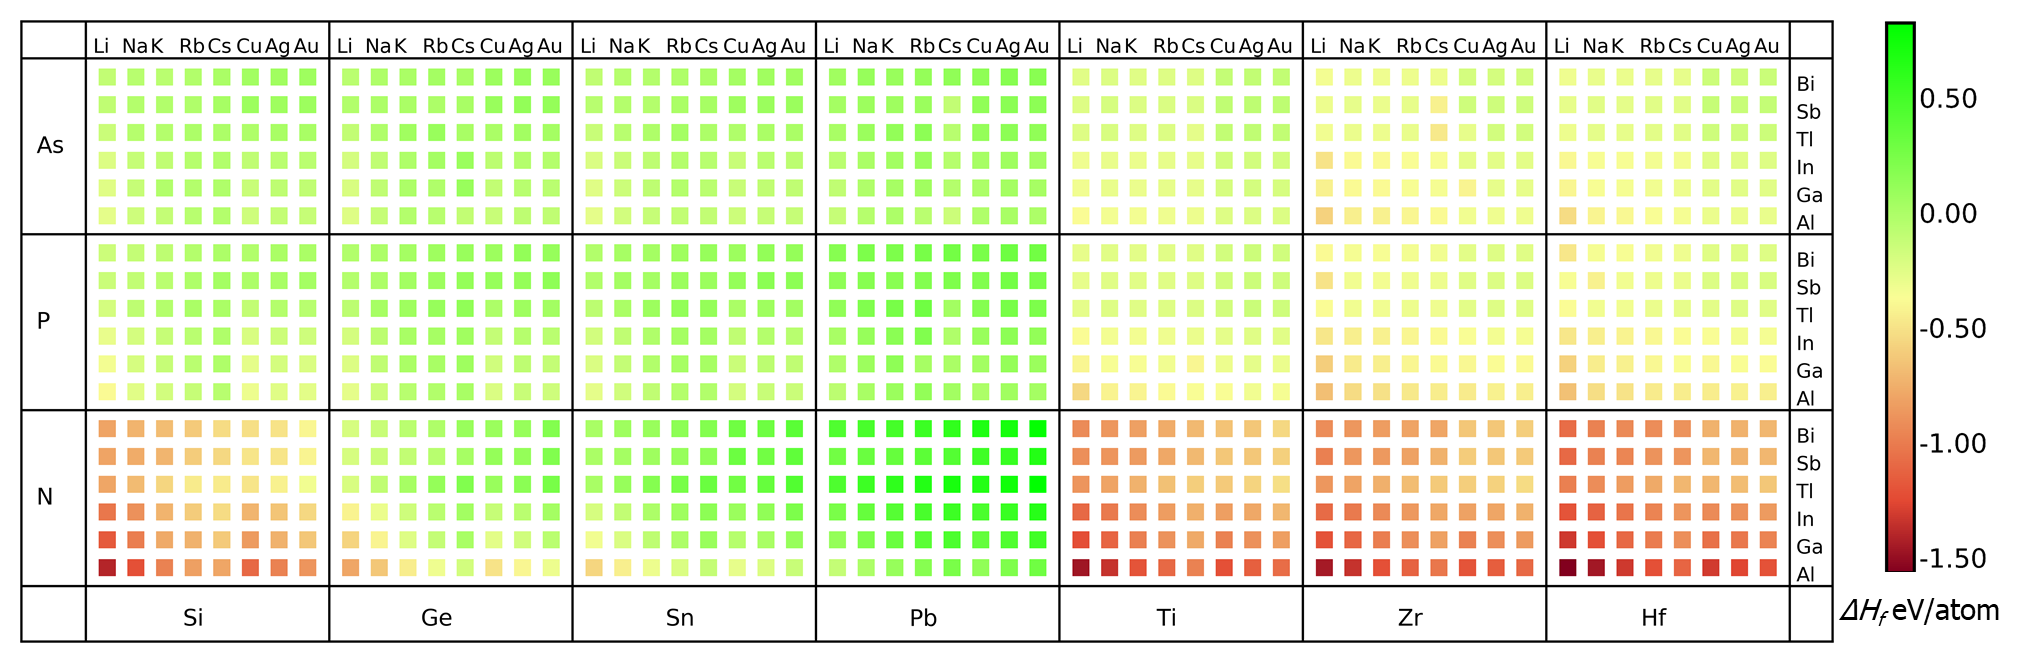 Li Na K Rb Cs Cu Ag Au Li Na K Rb Cs Cu Ag Au Li Na K Rb Cs Cu Ag Au Li Na K Rb Cs Cu Ag Au Li Na K Rb Cs Cu Ag Au Li Na K Rb Cs Cu Ag Au Li Na K Rb Cs Cu Ag Au
As
Bi
Sb
Tl
In
Ga
Al
P
Bi
Sb
Tl
In
Ga
Al
N
Bi
Sb
Tl
In
Ga
Al
Si Ge Sn Pb Ti Zr Hf
0.50
0.00
-0.50
-1.00
-1.50
ΔHf eV/atom